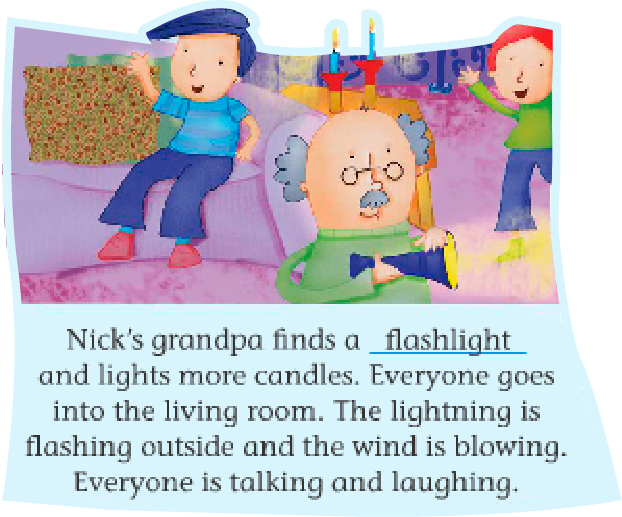 Nick's grandpa finds a flashlight
and lights more candles. Everyone goes
into the living room. The lightning is
flashing outside and the wind is blowing.
Everyone is talking and laughing.